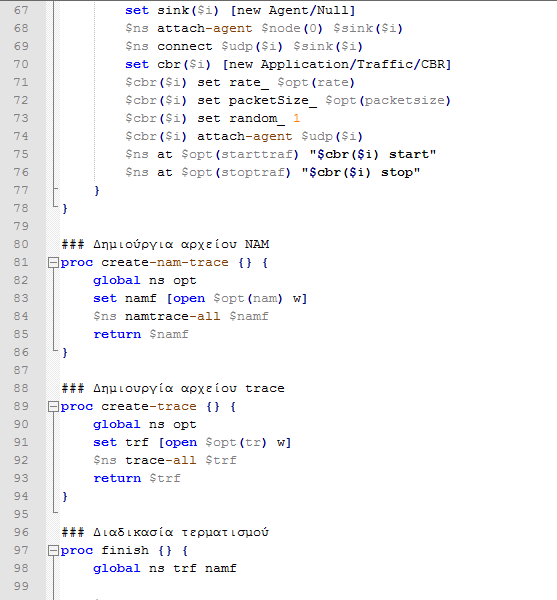 67 set sink($i) [new Agent/Null]
68 $ns attach-agent $node(0) $sink($i)
69 $ns connect $udp($i) $sink($i)
70 set cbr($i) [new Application/Traffic/CBR]
71 $cbr($i) set rate_ $opt(rate)
72 $cbr($i) set packetSize_ $opt(packetsize)
73 $cbr($i) set random_ 1
74 $cbr($i) attach-agent $udp($i)
75 $ns at $opt(starttraf) "$cbr($i) start"
76 $ns at $opt(stoptraf) "$cbr($i) stop"
77 }
78 }
79
80 ### Δημιούργια αρχείου NAM
81 proc create-nam-trace {} {
82 global ns opt
83 set namf [open $opt(nam) w]
84 $ns namtrace-all $namf
85 return $namf
86 }
87
88 ### Δημιουργία αρχείου trace
89 proc create-trace {} {
90 global ns opt
91 set trf [open $opt(tr) w]
92 $ns trace-all $trf
93 return $trf
94 }
95
96 ### Διαδικασία τερματισμού
97 proc finish {} {
98 global ns trf namf
99